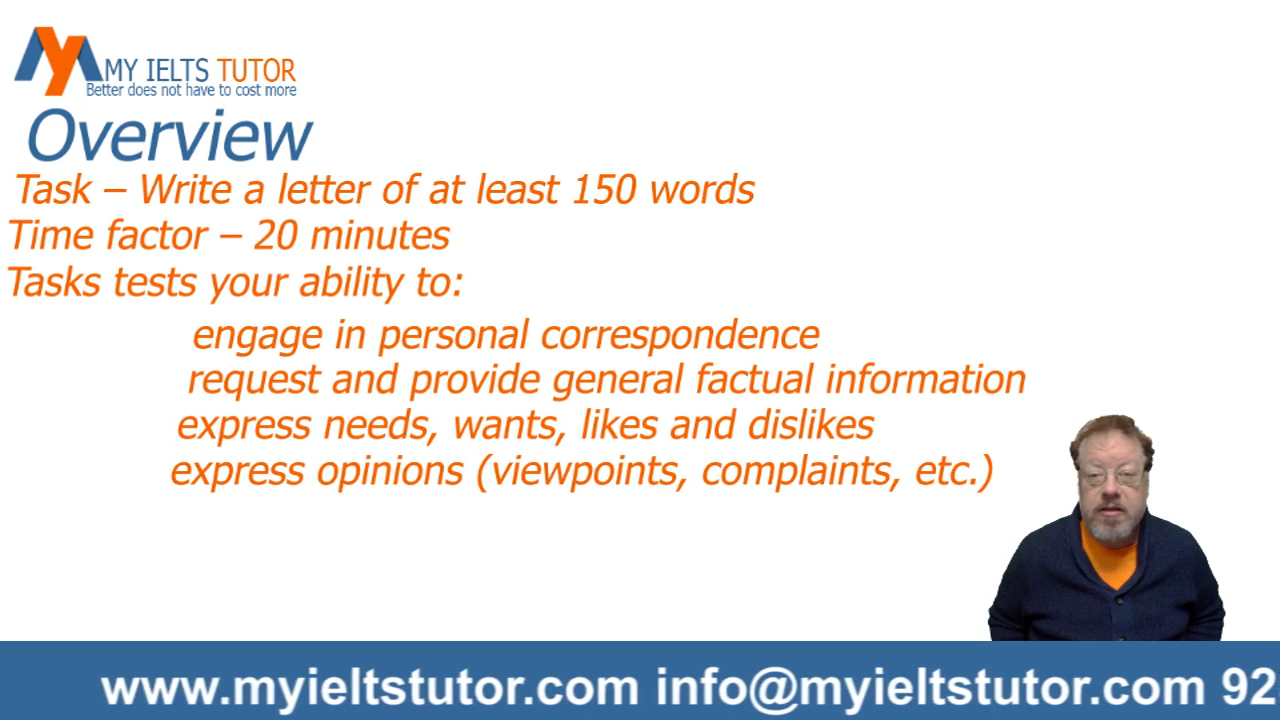 MY IELTS TUTOR
Better does not have to cost more
Overview
Task – Write a letter of at least 150 words
Time factor – 20 minutes
Tasks tests your ability to:
engage in personal correspondence
request and provide general factual information
express needs, wants, likes and dislikes
express opinions (viewpoints, complaints, etc.)
www.myieltstutor.com info@myieltstutor.com 92